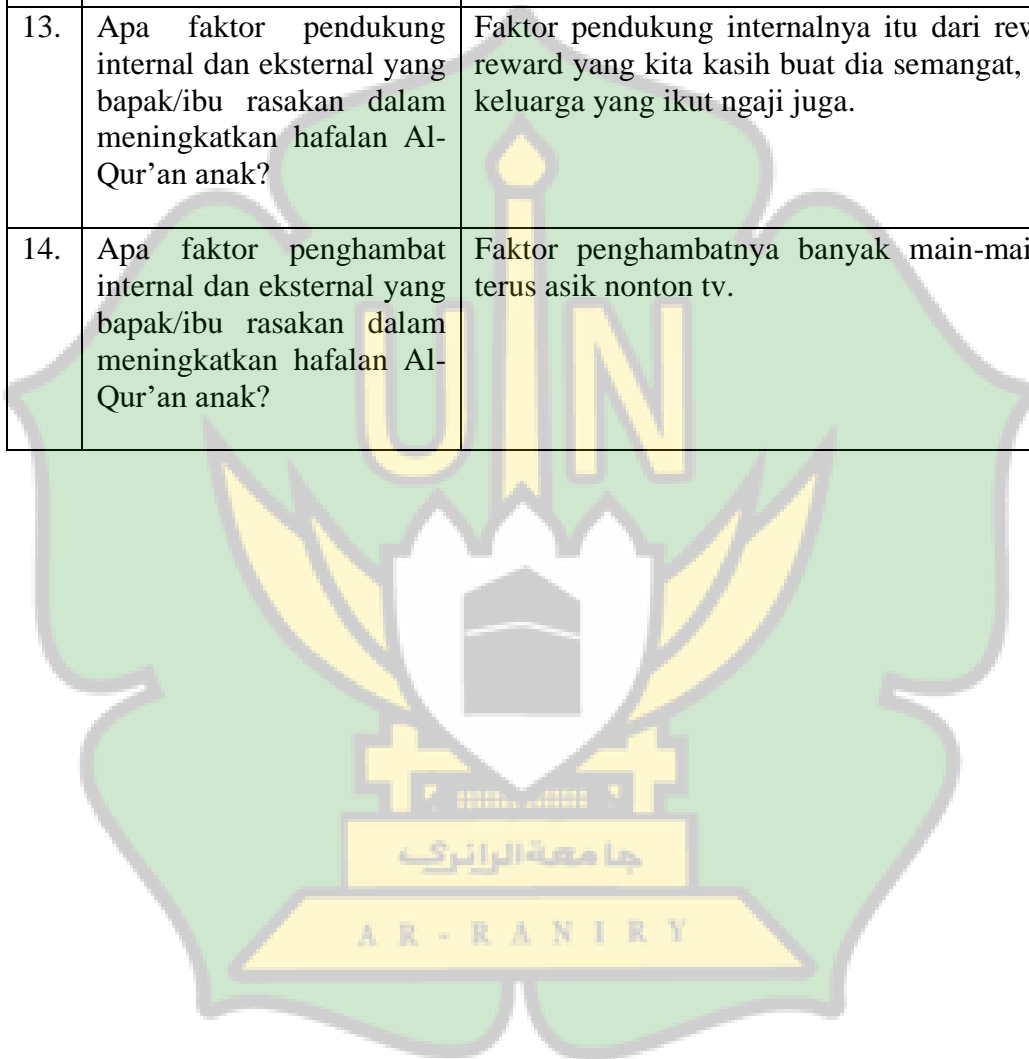 13. Apa faktor pendukung Faktor pendukung internalnya itu dari
internal dan eksternal yang reward yang kita kasih buat dia semangat,
bapak/ibu rasakan dalam keluarga yang ikut ngaji juga.
meningkatkan hafalan Al-
Qur’an anak?
14. Apa faktor penghambat Faktor penghambatnya banyak
internal dan eksternal yang terus asik nonton tv.
bapak/ibu rasakan dalam
meningkatkan hafalan Al-
Qur’an anak?
UIN
جامعة الرانري
AR-RANIRY